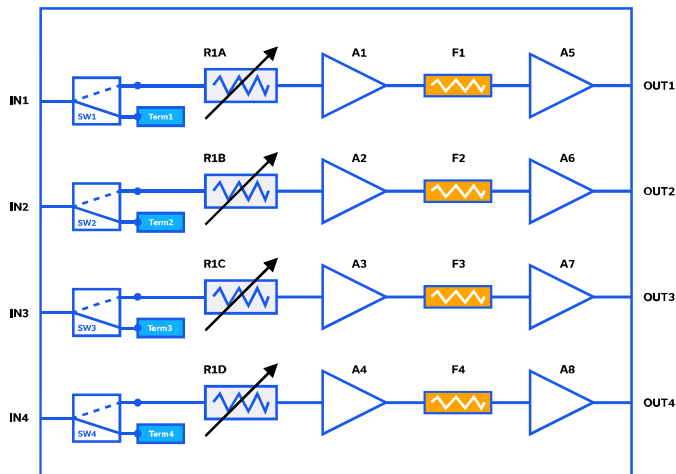 R1A A1 F1 A5
IN1 OUT1
SW1 Term1
R1B A2 F2 A6
IN2 OUT2
SW2 Term2
R1C A3 F3 A7
IN3 OUT3
SW3 Term3
R1D A4 F4 A8
IN4 OUT4
SW4 Term4